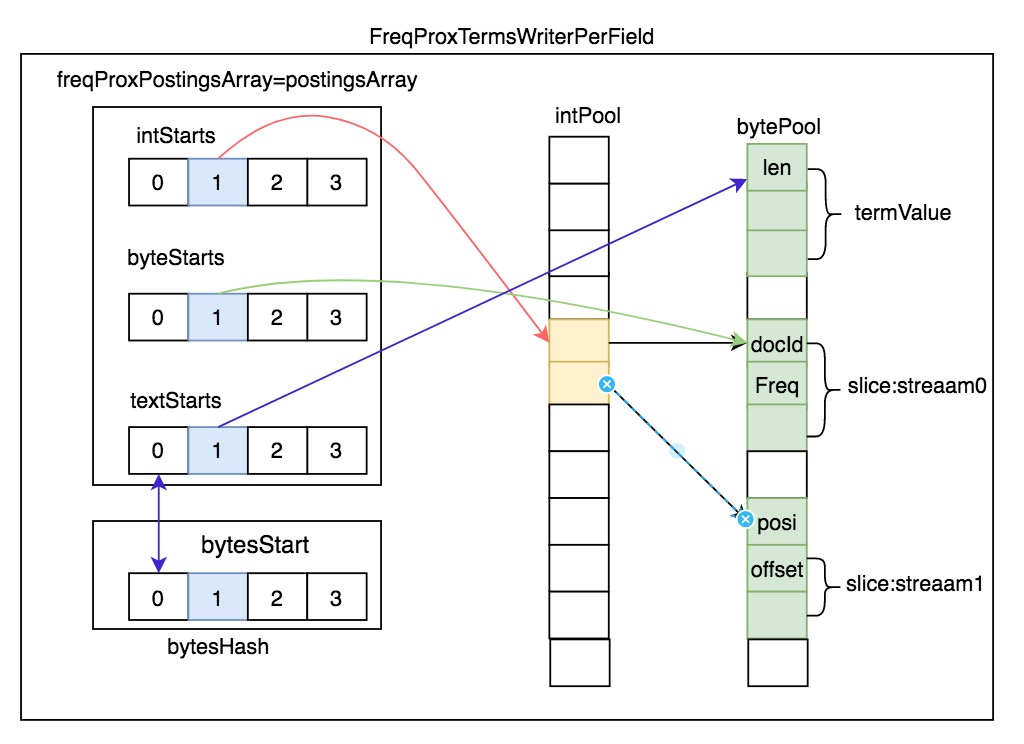 FreqProxTermsWriterPerField
freqProxPostingsArray=postingsArray
intStarts
0 1 2 3
byteStarts
0 1 2 3
textStarts
0 1 2 3
bytesStart
0 1 2 3
bytesHash
intPool
bytePool
len
termValue
docId
Freq
slice:streaam0
posi
offset
slice:streaam1